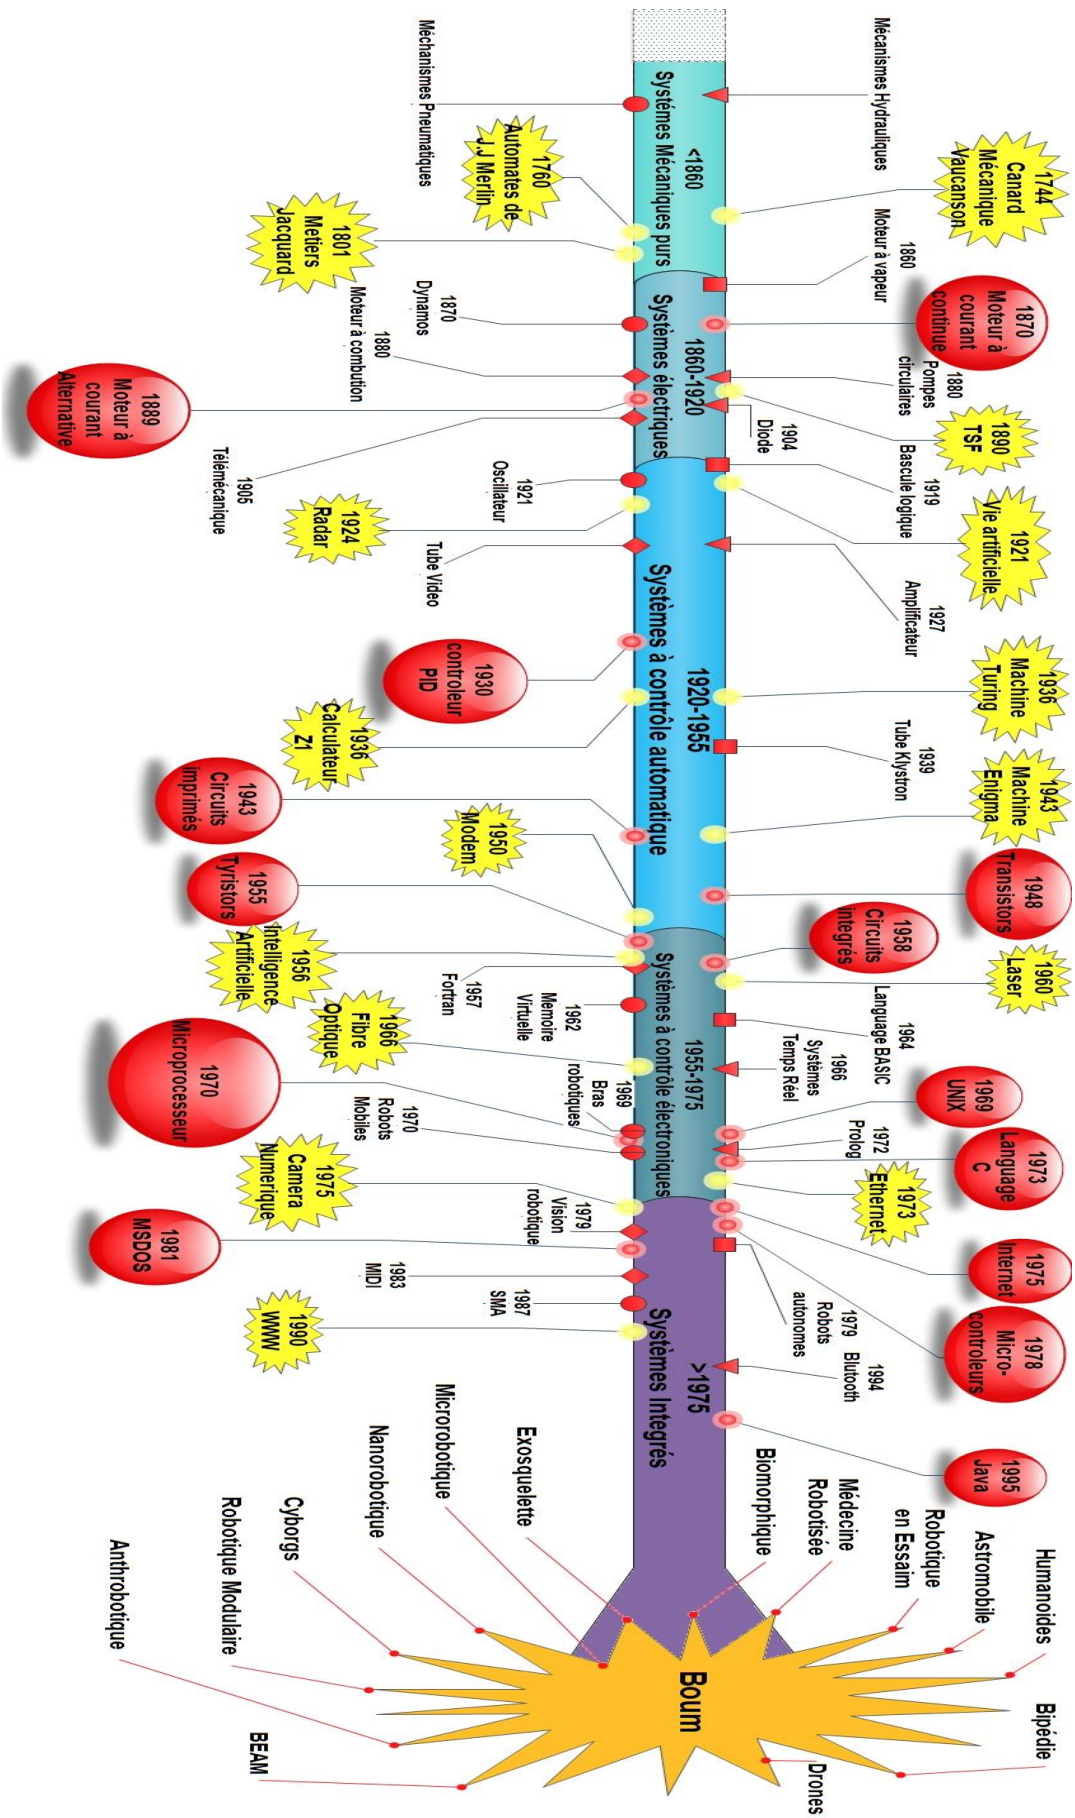 Mécanismes Hydrauliques
1744
Canard
Mécanique
Vaucanson
1860
Moteur à vapeur
1870
Moteur à
courant
continue
1880
Pompes
circulaires
1890
TSF
1904
Diode
1919
Bascule logique
1921
Vie artificielle
1927
Amplificateur
1936
Machine
Turing
1939
Tube Klystron
1943
Machine
Enigma
1948
Transistors
1958
Circuits
integrés
1960
Laser
1964
Language BASIC
1966
Systèmes
Temps Réel
1969
UNIX
1972
Prolog
1973
Language
C
1973
Ethernet
1975
Internet
1978
Micro-
controleurs
1979
Robots
autonomes
1994
Blutooth
1995
Java
<1860
Systémes Mécaniques purs
1860-1920
Systèmes électriques
1920-1955
Systèmes à contrôle automatique
1955-1975
Systèmes à contrôle électroniques
>1975
Systèmes Integrés
Méchanismes Pneumatiques
1760
Automates de
J.J Merlin
1801
Metiers
Jacquard
1870
Dynamos
1880
Moteur à combution
1889
Moteur à
courant
Alternative
1905
Télémécanique
1921
Oscillateur
1924
Radar
Tube Video
1930
controleur
PID
1936
Calculateur
Z1
1943
Circuits
imprimés
1950
Modem
1955
Tyristors
1956
Intelligence
Artificielle
1957
Fortran
1962
Memoire
Virtuelle
1966
Fibre
Optique
1969
Bras
robotiques
1970
Microprocesseur
1970
Robots
Mobiles
1975
Camera
Numerique
1979
Vision
robotique
1981
MSDOS
1983
MIDI
1987
SMA
1990
WWW
Boum
Humanoides
Astromobile
Robotique
en Essaim
Médecine
Robotisée
Biomorphique
Exosquelette
Microrobotique
Nanorobotique
Cyborgs
Robotique Modulaire
Anthrobotique
BEAM
Drones
Bipédie